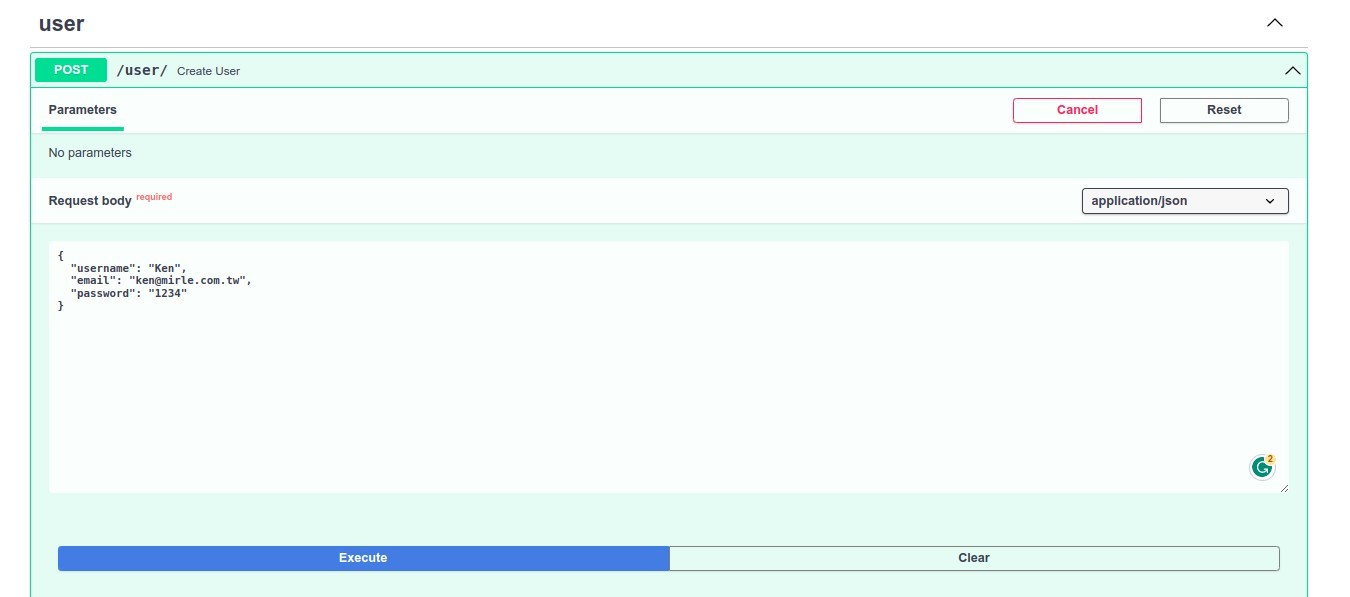 user
POST /user/ Create User
Parameters
Cancel
Reset
No parameters
Request body required
application/json
{
  "username": "Ken",
  "email": "ken@mirle.com.tw",
  "password": "1234"
}
2
Execute
Clear